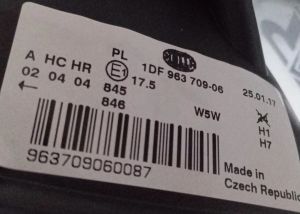 PL
HELLA
1DF 963 709-06
25.01.17
A HC HR
E1
17.5
02 04 04
845
846
W5W
H1
H7
←
963709060087
Made in
Czech Republic